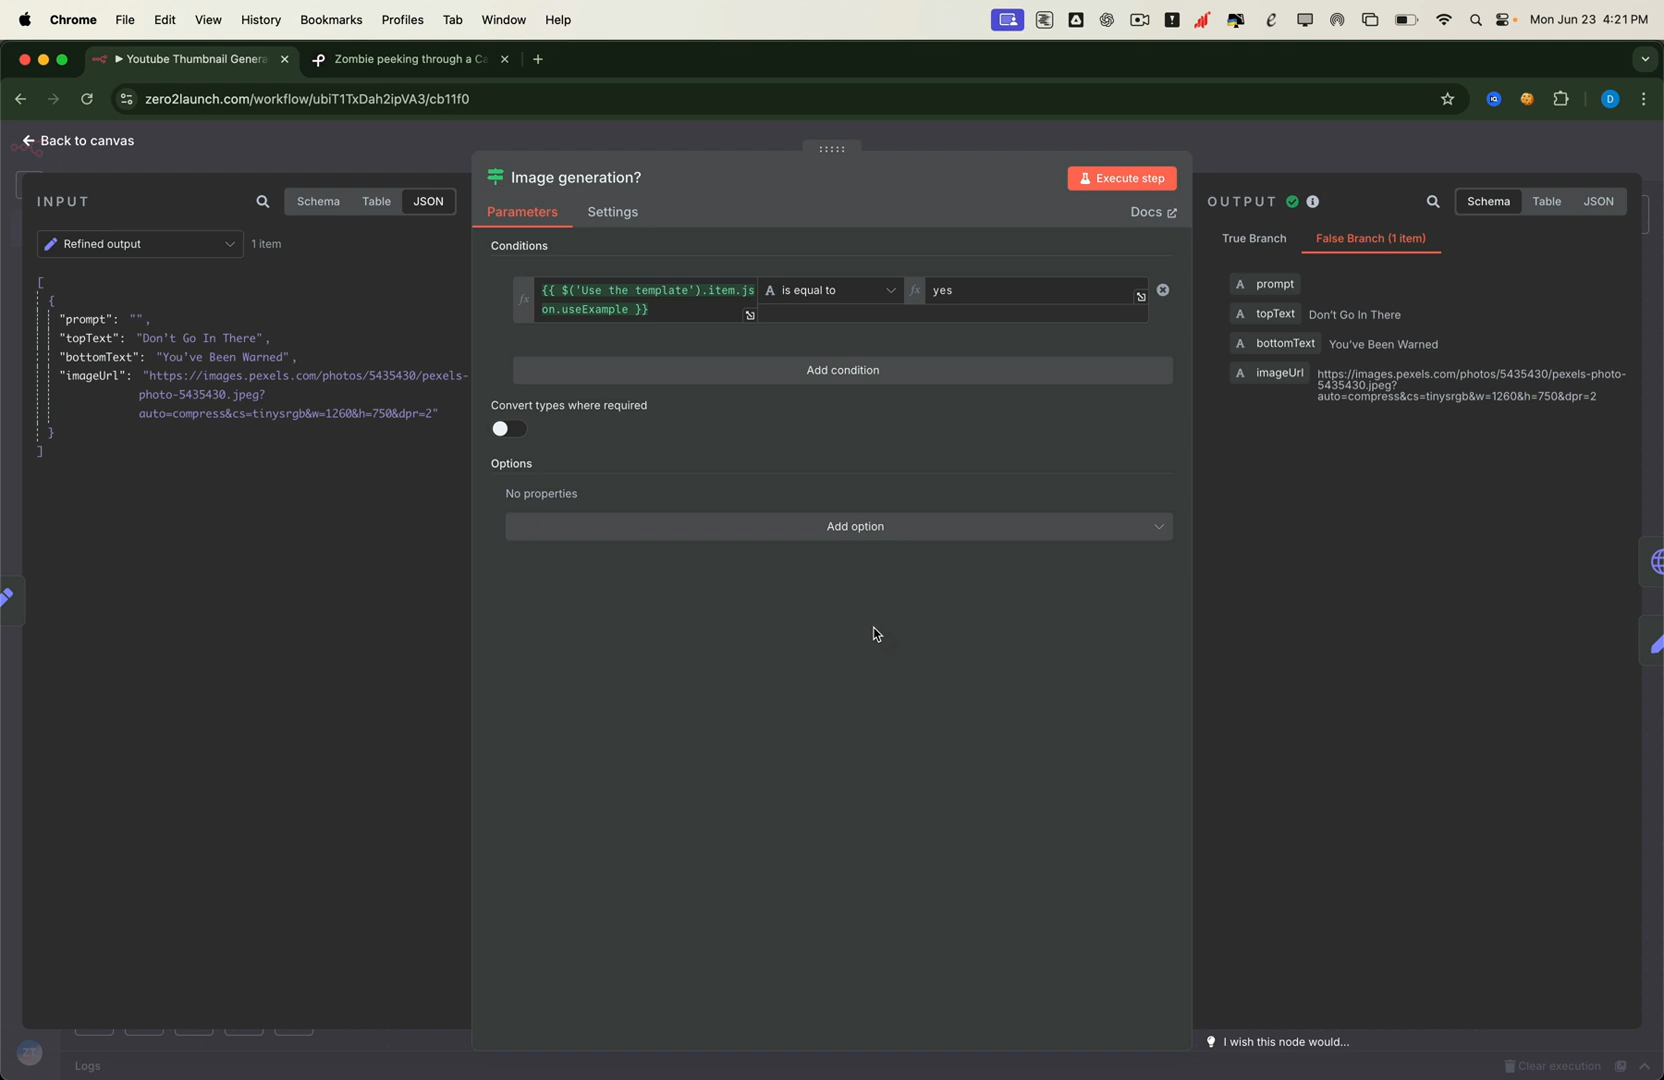 Chrome File Edit View History Bookmarks Profiles Tab Window Help Mon Jun 23 4:21 PM
Youtube Thumbnail Genera Zombie peeking through a Ca
zero2launch.com/workflow/ubiT1TxDah2ipVA3/cb11f0 D
Back to canvas
Image generation? Execute step
INPUT Schema Table JSON
Parameters Settings Docs
OUTPUT Schema Table JSON
Refined output 1 item
True Branch False Branch (1 item)
Conditions
[
{
"prompt": "",
"topText": "Don't Go In There",
"bottomText": "You've Been Warned",
"imageUrl": "https://images.pexels.com/photos/5435430/pexels-
photo-5435430.jpeg?
auto=compress&cs=tinysrgb&w=1260&h=750&dpr=2"
}
]
fx {{ $('Use the template').item.js A is equal to fx yes
on.useExample }}
Add condition
Convert types where required
Options
No properties
Add option
A prompt
A topText Don't Go In There
A bottomText You've Been Warned
A imageUrl https://images.pexels.com/photos/5435430/pexels-photo-
5435430.jpeg?
auto=compress&cs=tinysrgb&w=1260&h=750&dpr=2
I wish this node would...
ZT
Logs Clear execution